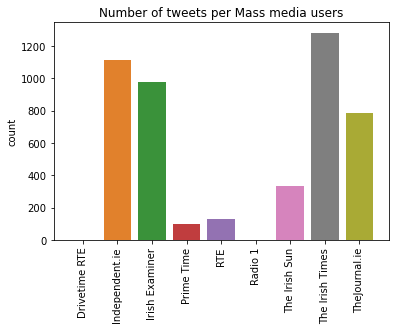 Number of tweets per Mass media users
count
1200
1000
800
600
400
200
0
Drivetime RTE
Independent.ie
Irish Examiner
Prime Time
RTE
Radio 1
The Irish Sun
The Irish Times
TheJournal.ie